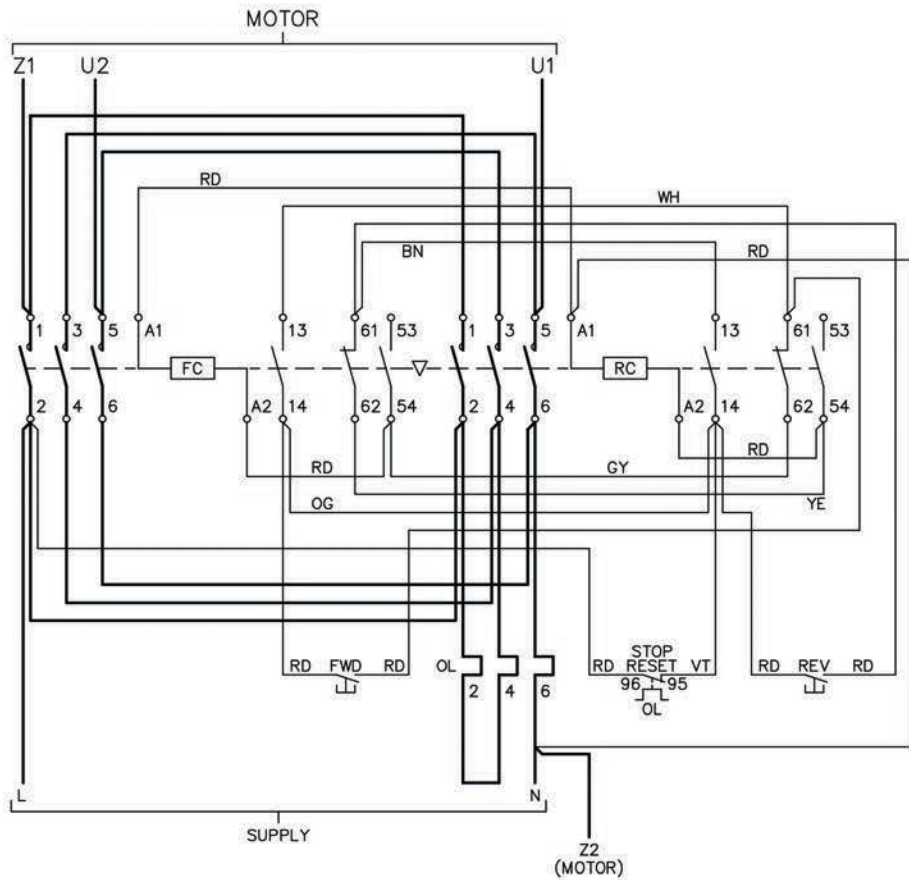 MOTOR
Z1 U2 U1
RD
WH
BN RD
1 3 5 A1 13 61 53 1 3 5 A1 13 61 53
FC RC
2 4 6 A2 14 62 54 2 4 6 A2 14 62 54
RD GY RD
OG YE
STOP
RD FWD RD OL RD RESET VT RD REV RD
2 4 6 96 95
OL
L N
SUPPLY
Z2
(MOTOR)